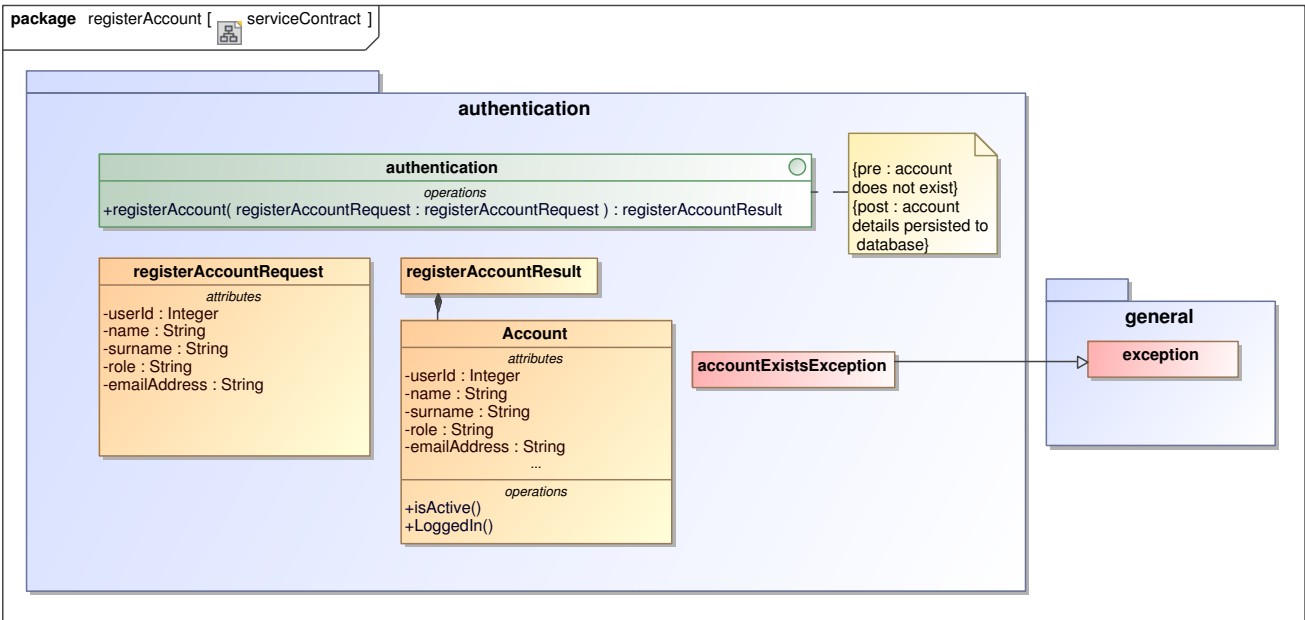 package registerAccount [ serviceContract ]
authentication
authentication
operations
+registerAccount( registerAccountRequest : registerAccountRequest ) : registerAccountResult
{pre : account
does not exist}
{post : account
details persisted to
database}
registerAccountRequest
attributes
-userId : Integer
-name : String
-surname : String
-role : String
-emailAddress : String
registerAccountResult
Account
attributes
-userId : Integer
-name : String
-surname : String
-role : String
-emailAddress : String
...
operations
+isActive()
+LoggedIn()
accountExistsException
general
exception